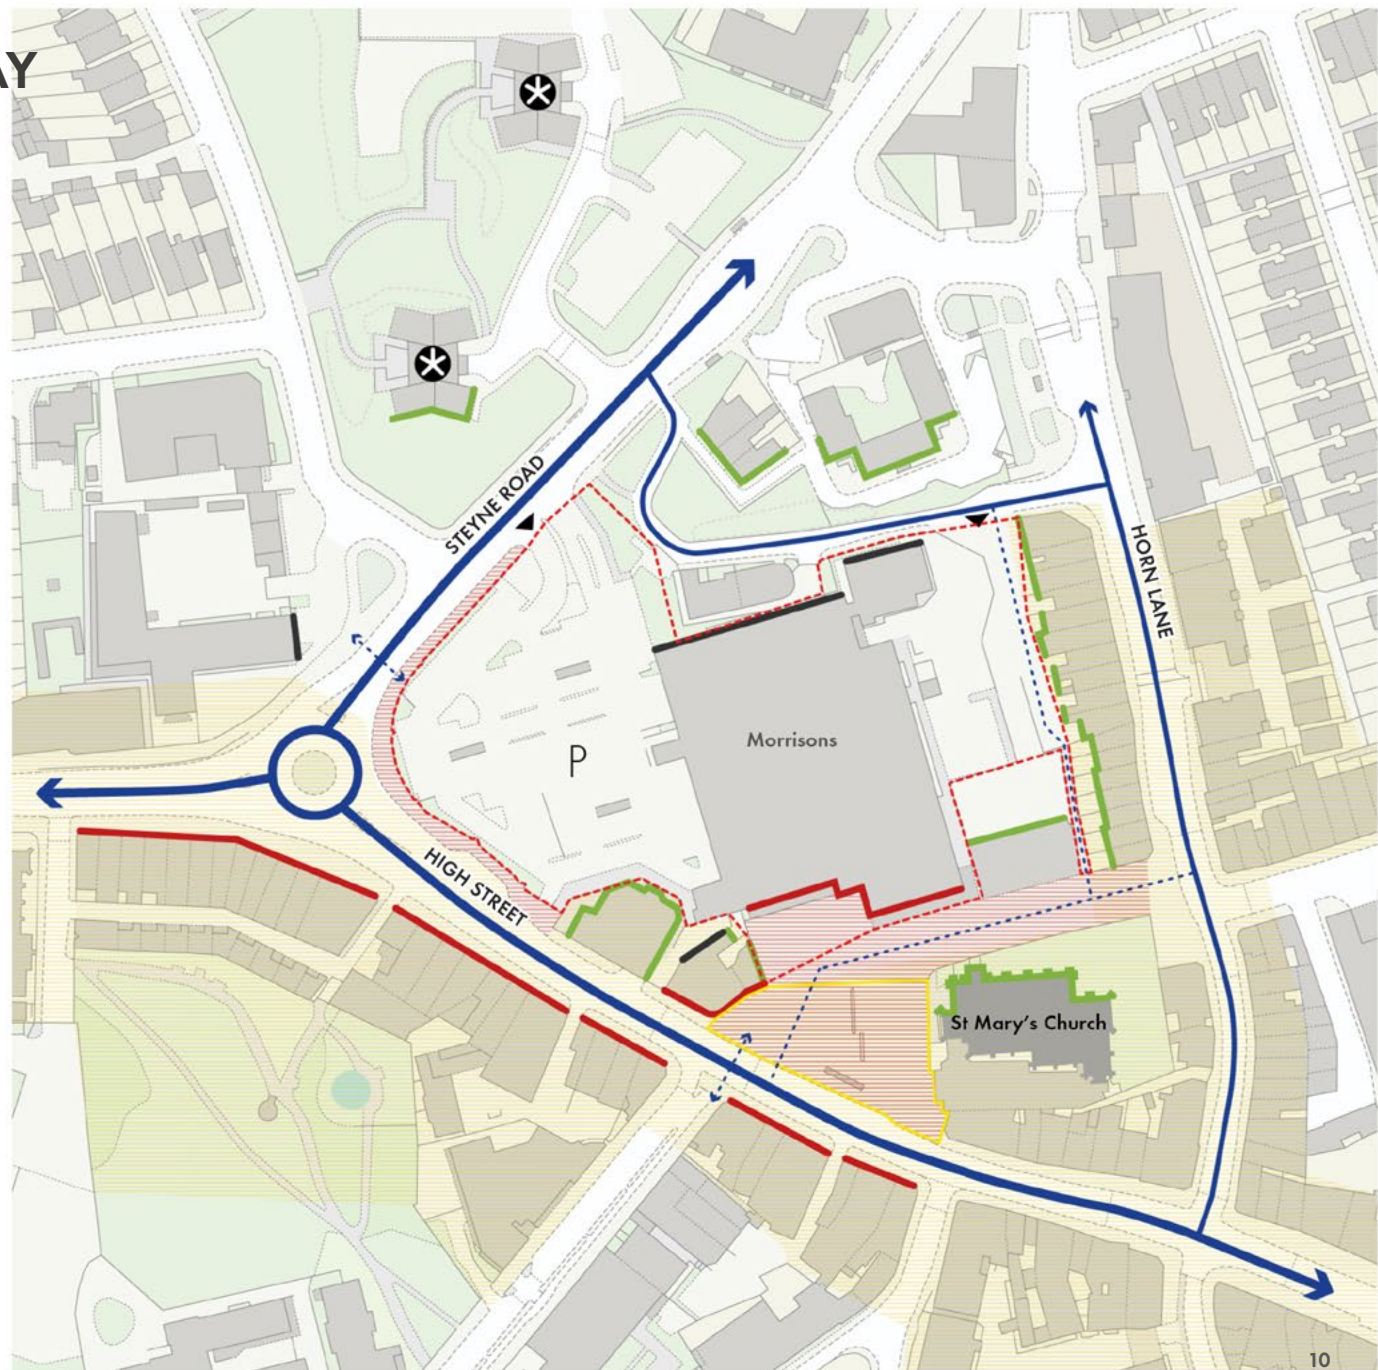 AY
STEYNE ROAD
HORN LANE
Morrisons
P
HIGH STREET
St Mary's Church
10